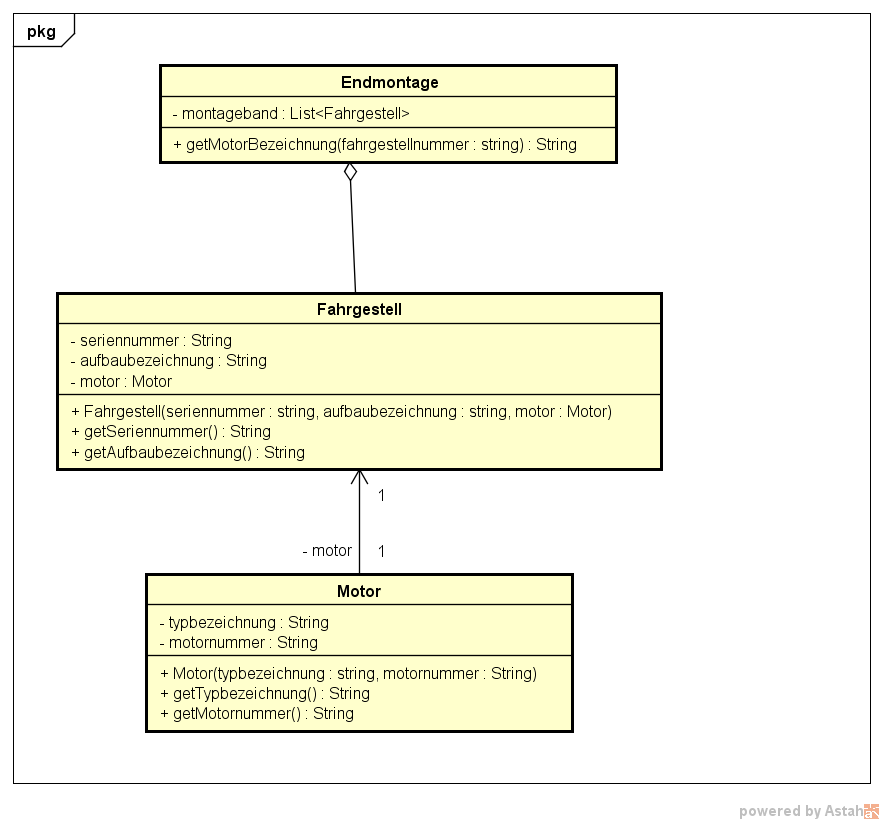 pkg
Endmontage
- montageband : List<Fahrgestell>
+ getMotorBezeichnung(fahrgestellnummer : string) : String
Fahrgestell
- seriennummer : String
- aufbaubezeichnung : String
- motor : Motor
+ Fahrgestell(seriennummer : string, aufbaubezeichnung : string, motor : Motor)
+ getSeriennummer() : String
+ getAufbaubezeichnung() : String
1
- motor 1
Motor
- typbezeichnung : String
- motornummer : String
+ Motor(typbezeichnung : string, motornummer : String)
+ getTypbezeichnung() : String
+ getMotornummer() : String
powered by Astah